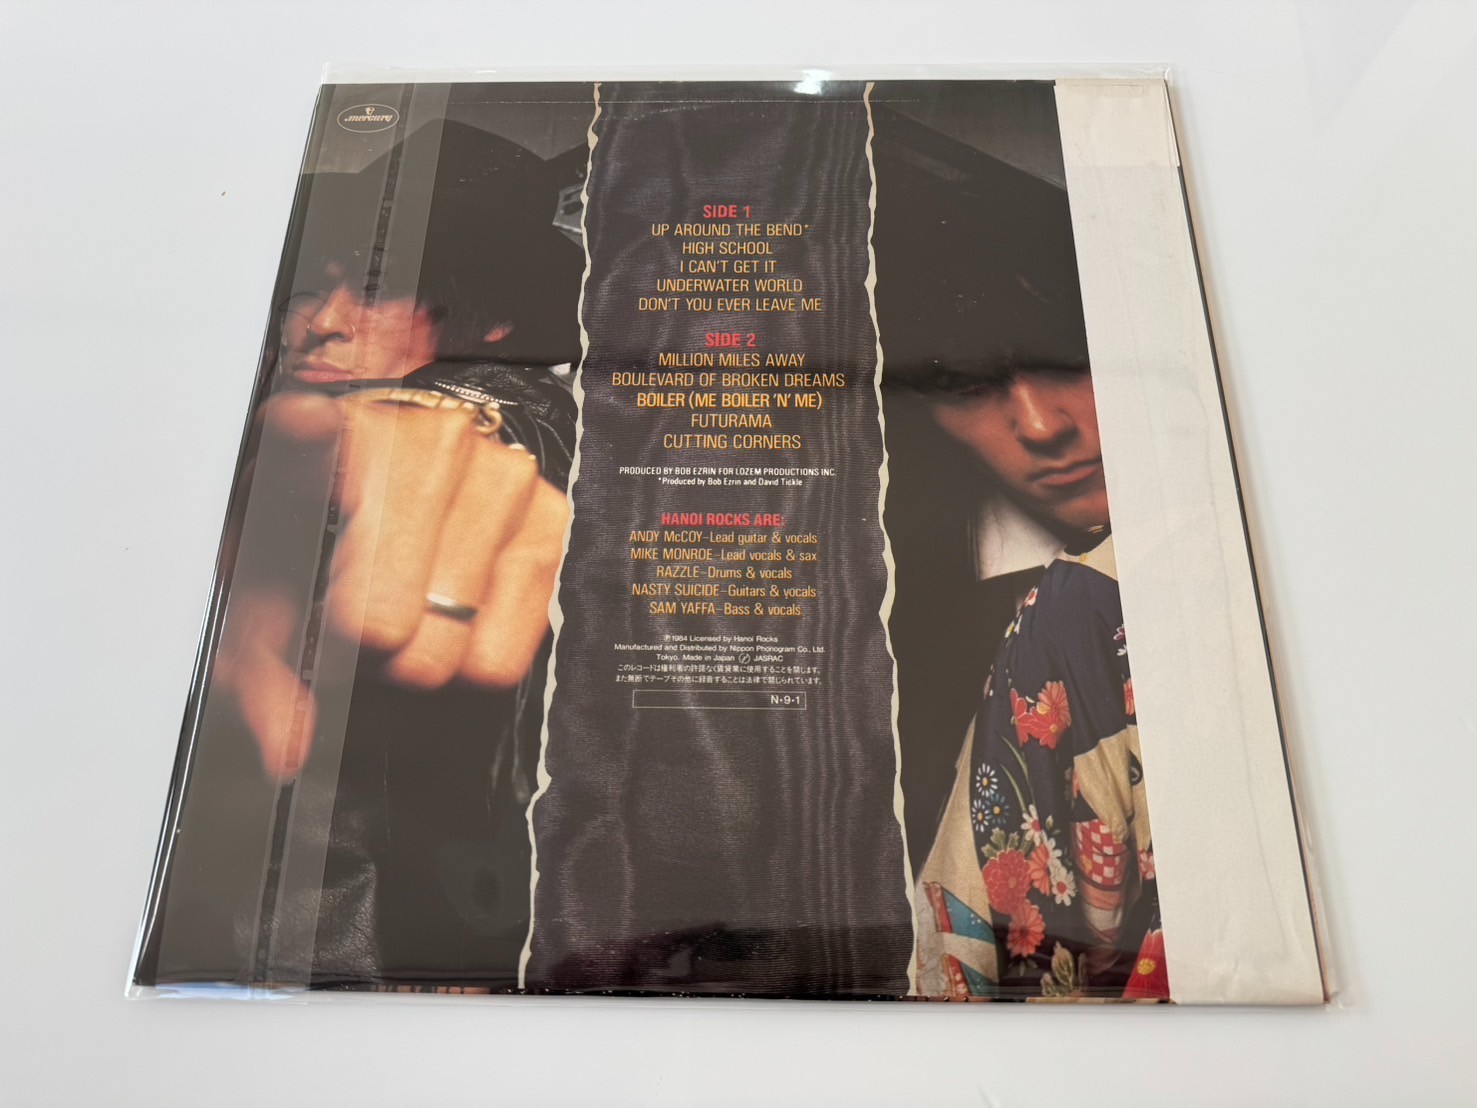 mercury
SIDE 1
UP AROUND THE BEND*
HIGH SCHOOL
I CAN'T GET IT
UNDERWATER WORLD
DON'T YOU EVER LEAVE ME
SIDE 2
MILLION MILES AWAY
BOULEVARD OF BROKEN DREAMS
BOILER (ME BOILER 'N' ME)
FUTURAMA
CUTTING CORNERS
PRODUCED BY BOB EZRIN FOR LOZEM PRODUCTIONS INC.
*Produced by Bob Ezrin and David Tickle
HANOI ROCKS ARE:
ANDY McCOY–Lead guitar & vocals
MIKE MONROE–Lead vocals & sax
RAZZLE–Drums & vocals
NASTY SUICIDE–Guitars & vocals
SAM YAFFA–Bass & vocals
℗1984 Licensed by Hanoi Rocks
Manufactured and Distributed by Nippon Phonogram Co., Ltd.
Tokyo. Made in Japan JASRAC
このレコードは権利者の許諾なく賃貸業に使用することを禁じます。
また無断でテープその他に録音することは法律で禁じられています。
N・9・1